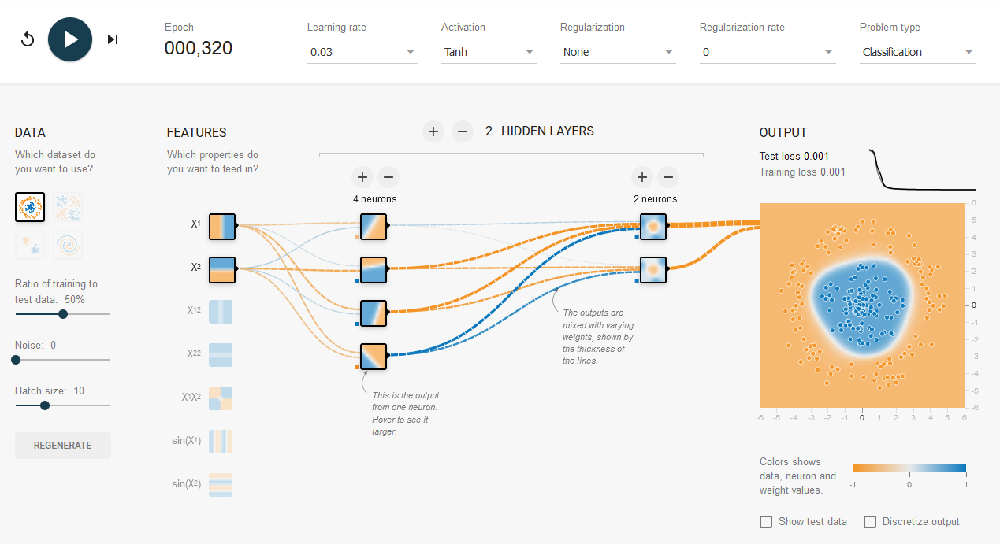 Epoch
000,320
Learning rate
0.03
Activation
Tanh
Regularization
None
Regularization rate
0
Problem type
Classification
DATA
Which dataset do
you want to use?
Ratio of training to
test data: 50%
Noise: 0
Batch size: 10
REGENERATE
FEATURES
Which properties do
you want to feed in?
X1
X2
X12
X22
X1X2
sin(X1)
sin(X2)
+ − 2 HIDDEN LAYERS
+ −
4 neurons
+ −
2 neurons
This is the output
from one neuron.
Hover to see it
larger.
The outputs are
mixed with varying
weights, shown by
the thickness of
the lines.
OUTPUT
Test loss 0.001
Training loss 0.001
6
5
4
3
2
1
0
-1
-2
-3
-4
-5
-6
-6 -5 -4 -3 -2 -1 0 1 2 3 4 5 6
Colors shows
data, neuron and
weight values.
-1 0 1
Show test data
Discretize output